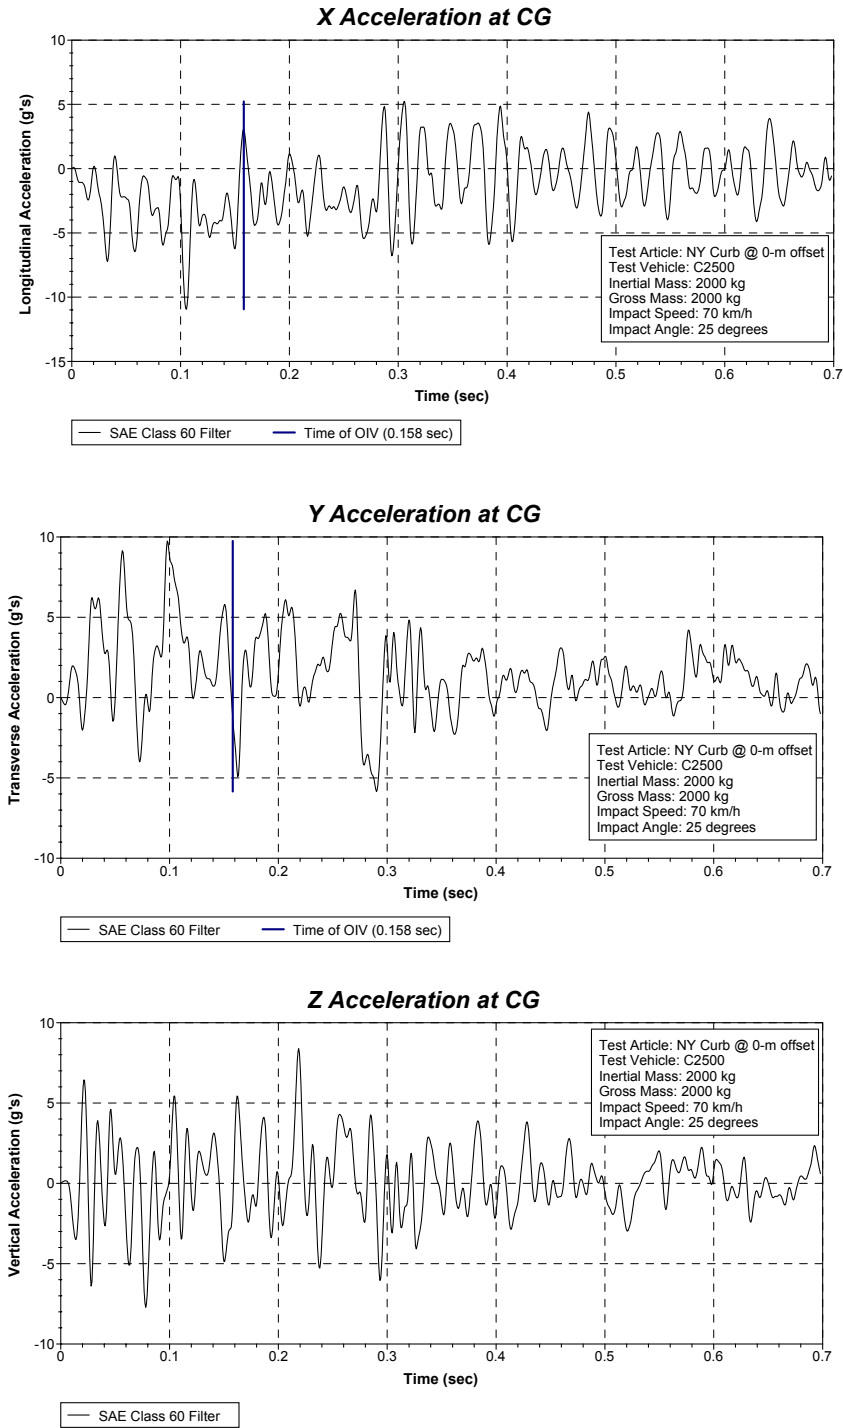 X Acceleration at CG
10
5
0
-5
-10
-15
Longitudinal Acceleration (g's)
0 0.1 0.2 0.3 0.4 0.5 0.6 0.7
Time (sec)
Test Article: NY Curb @ 0-m offset
Test Vehicle: C2500
Inertial Mass: 2000 kg
Gross Mass: 2000 kg
Impact Speed: 70 km/h
Impact Angle: 25 degrees
SAE Class 60 Filter Time of OIV (0.158 sec)
Y Acceleration at CG
10
5
0
-5
-10
Transverse Acceleration (g's)
0 0.1 0.2 0.3 0.4 0.5 0.6 0.7
Time (sec)
Test Article: NY Curb @ 0-m offset
Test Vehicle: C2500
Inertial Mass: 2000 kg
Gross Mass: 2000 kg
Impact Speed: 70 km/h
Impact Angle: 25 degrees
SAE Class 60 Filter Time of OIV (0.158 sec)
Z Acceleration at CG
10
5
0
-5
-10
Vertical Acceleration (g's)
0 0.1 0.2 0.3 0.4 0.5 0.6 0.7
Time (sec)
Test Article: NY Curb @ 0-m offset
Test Vehicle: C2500
Inertial Mass: 2000 kg
Gross Mass: 2000 kg
Impact Speed: 70 km/h
Impact Angle: 25 degrees
SAE Class 60 Filter